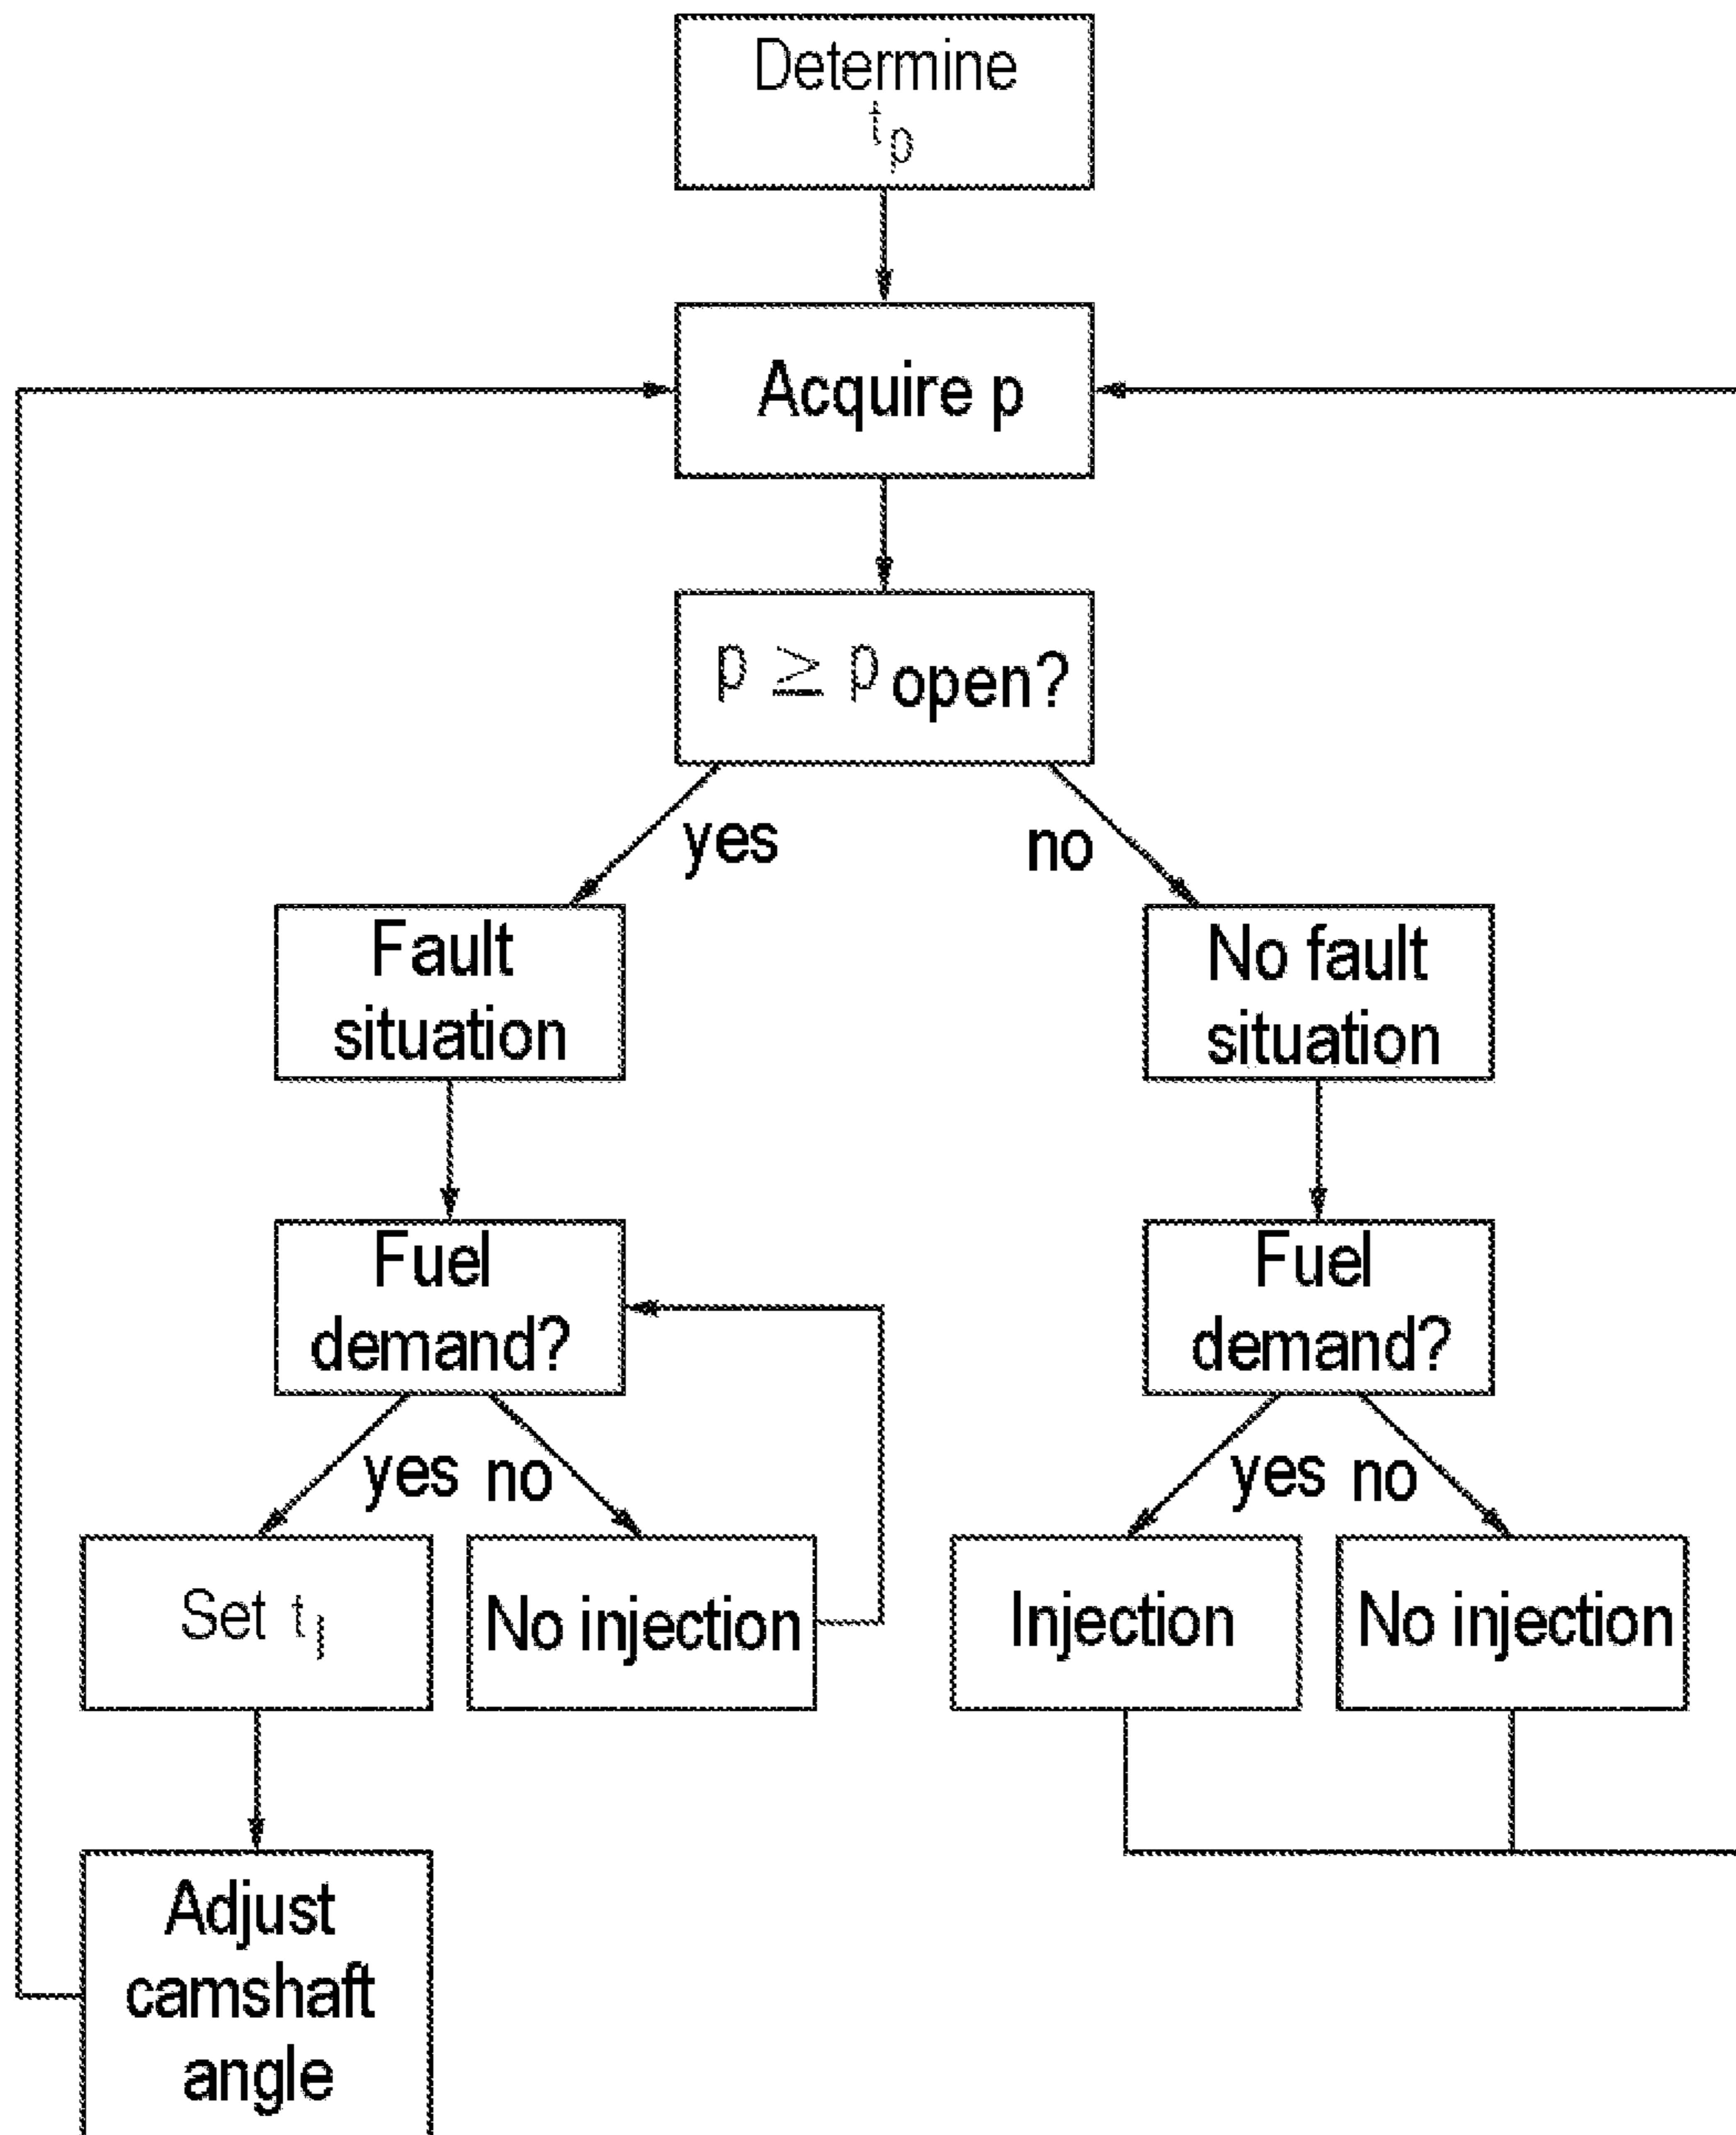 Determine
tp
Acquire p
p ≥ p open?
yes
no
Fault
situation
No fault
situation
Fuel
demand?
Fuel
demand?
yes
no
yes
no
Set tI
No injection
Injection
No injection
Adjust
camshaft
angle